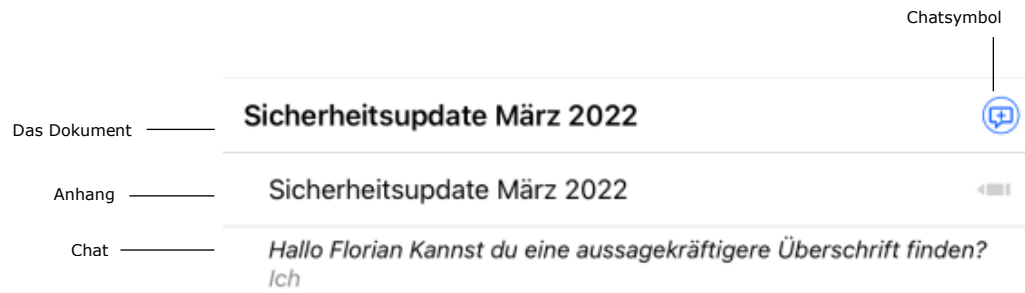 Chatsymbol
Das Dokument
Sicherheitsupdate März 2022
Anhang
Sicherheitsupdate März 2022
Chat
Hallo Florian Kannst du eine aussagekräftigere Überschrift finden?
Ich